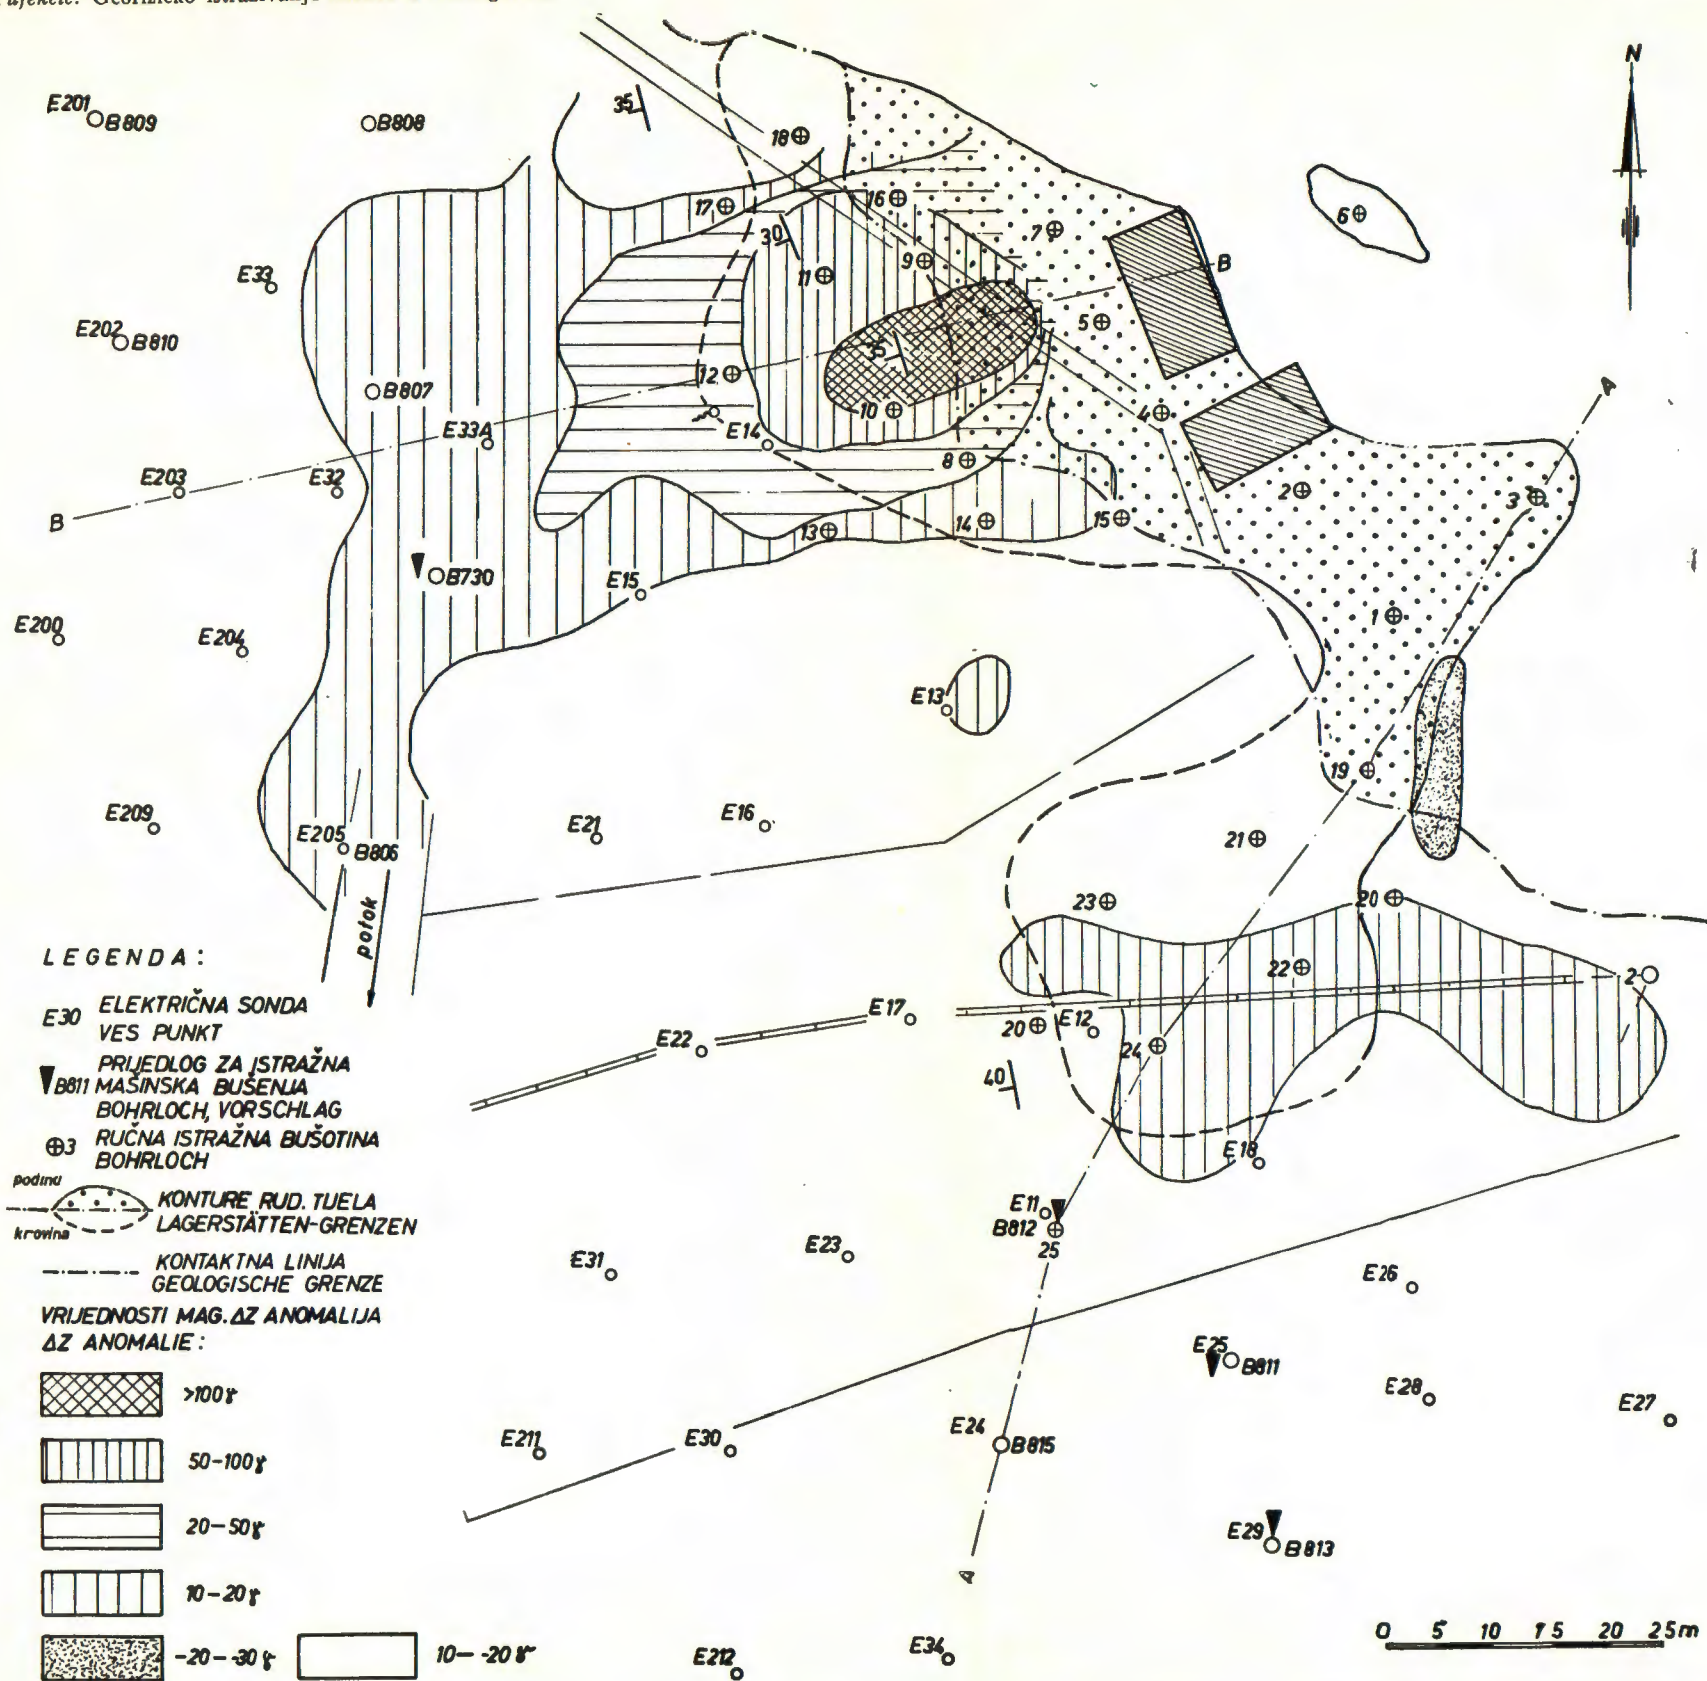 Geofizičko
N
E201
B809
B808
35
18
17
16
6
7
30
9
B
11
E33
E202
B810
5
12
35
B807
10
4
A
E33A
E14
8
E203
E32
2
3
B
13
14
15
B730
E15
1
E200
E204
E13
19
E209
E205
B806
E21
E16
21
23
20
potok
22
2
E17
20
E12
E22
24
40
E18
E11
B812
25
E31
E23
E26
E25
B811
E28
E27
E211
E30
E24
B815
E29
B813
A
E212
E34
LEGENDA:
E30 ELEKTRIČNA SONDA
VES PUNKT
PRIJEDLOG ZA ISTRAŽNA
B811 MAŠINSKA BUŠENJA
BOHRLOCH, VORSCHLAG
3 RUČNA ISTRAŽNA BUŠOTINA
BOHRLOCH
podinu
KONTURE RUD. TIJELA
krovina LAGERSTÄTTEN-GRENZEN
KONTAKTNA LINIJA
GEOLOGISCHE GRENZE
VRIJEDNOSTI MAG. ΔZ ANOMALIJA
ΔZ ANOMALIE:
>100γ
50-100γ
20-50γ
10-20γ
-20--30γ 10--20γ
0 5 10 15 20 25m